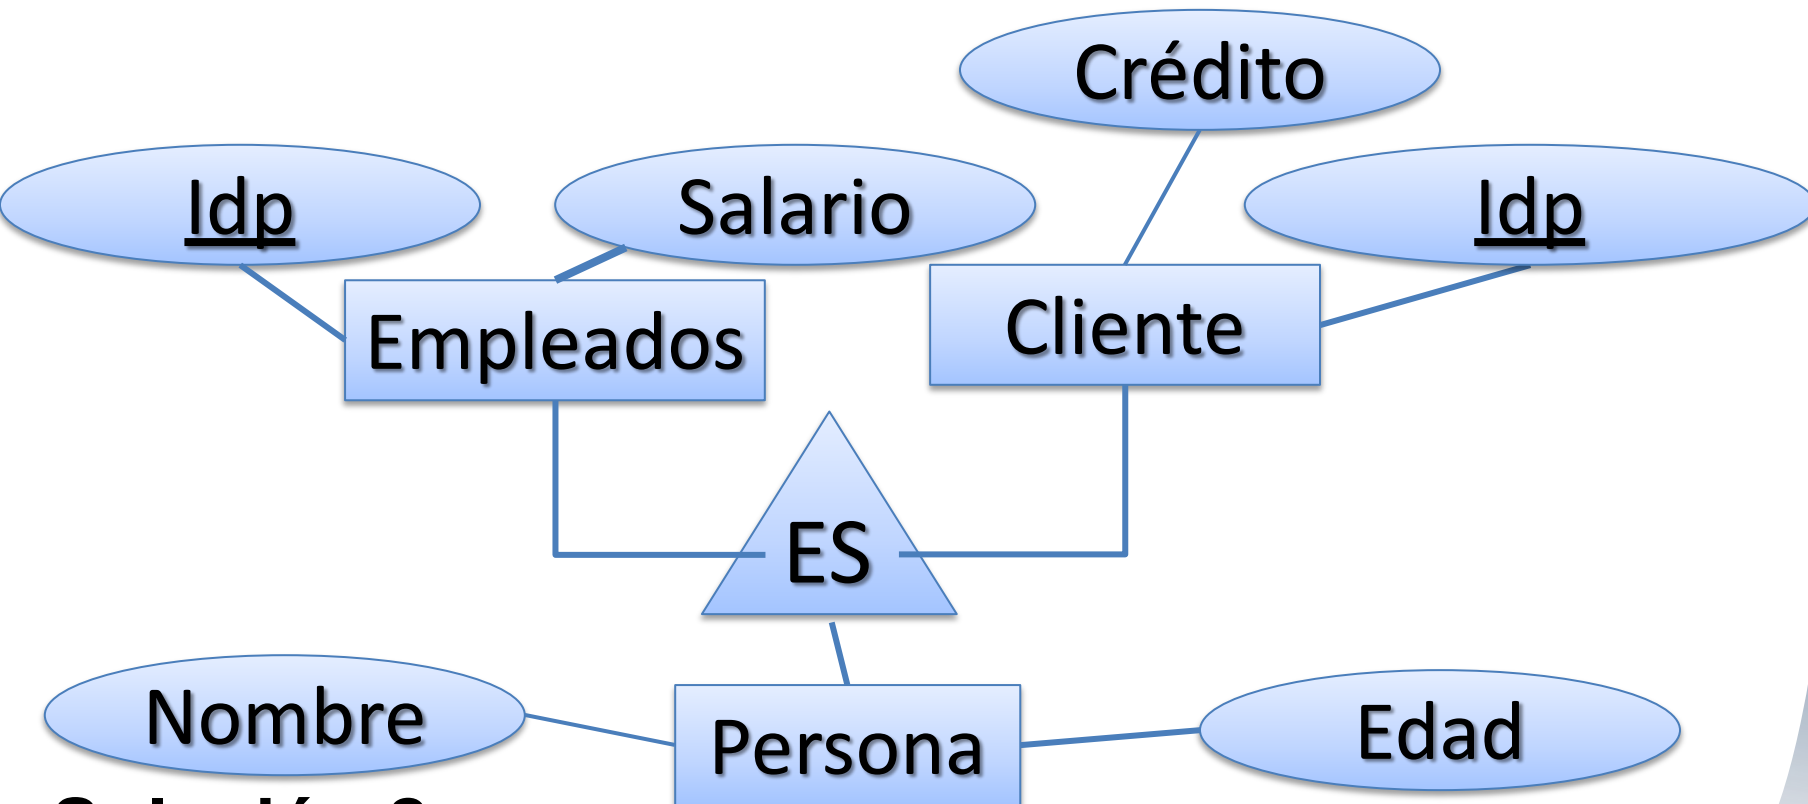 Crédito
Idp
Salario
Idp
Empleados
Cliente
ES
Nombre
Persona
Edad